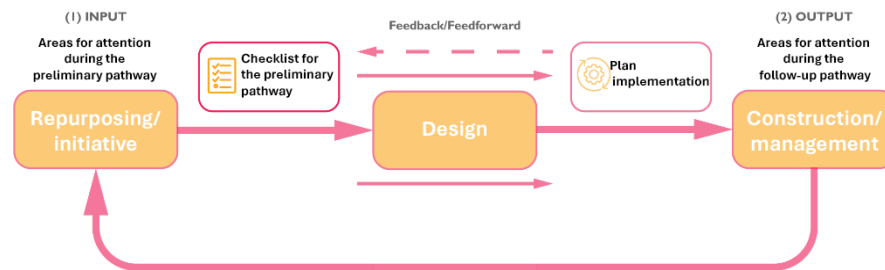 (1) INPUT
Areas for attention
during the
preliminary pathway
Checklist for
the preliminary
pathway
Feedback/Feedforward
Plan
implementation
(2) OUTPUT
Areas for attention
during the
follow-up pathway
Repurposing/
initiative
Design
Construction/
management